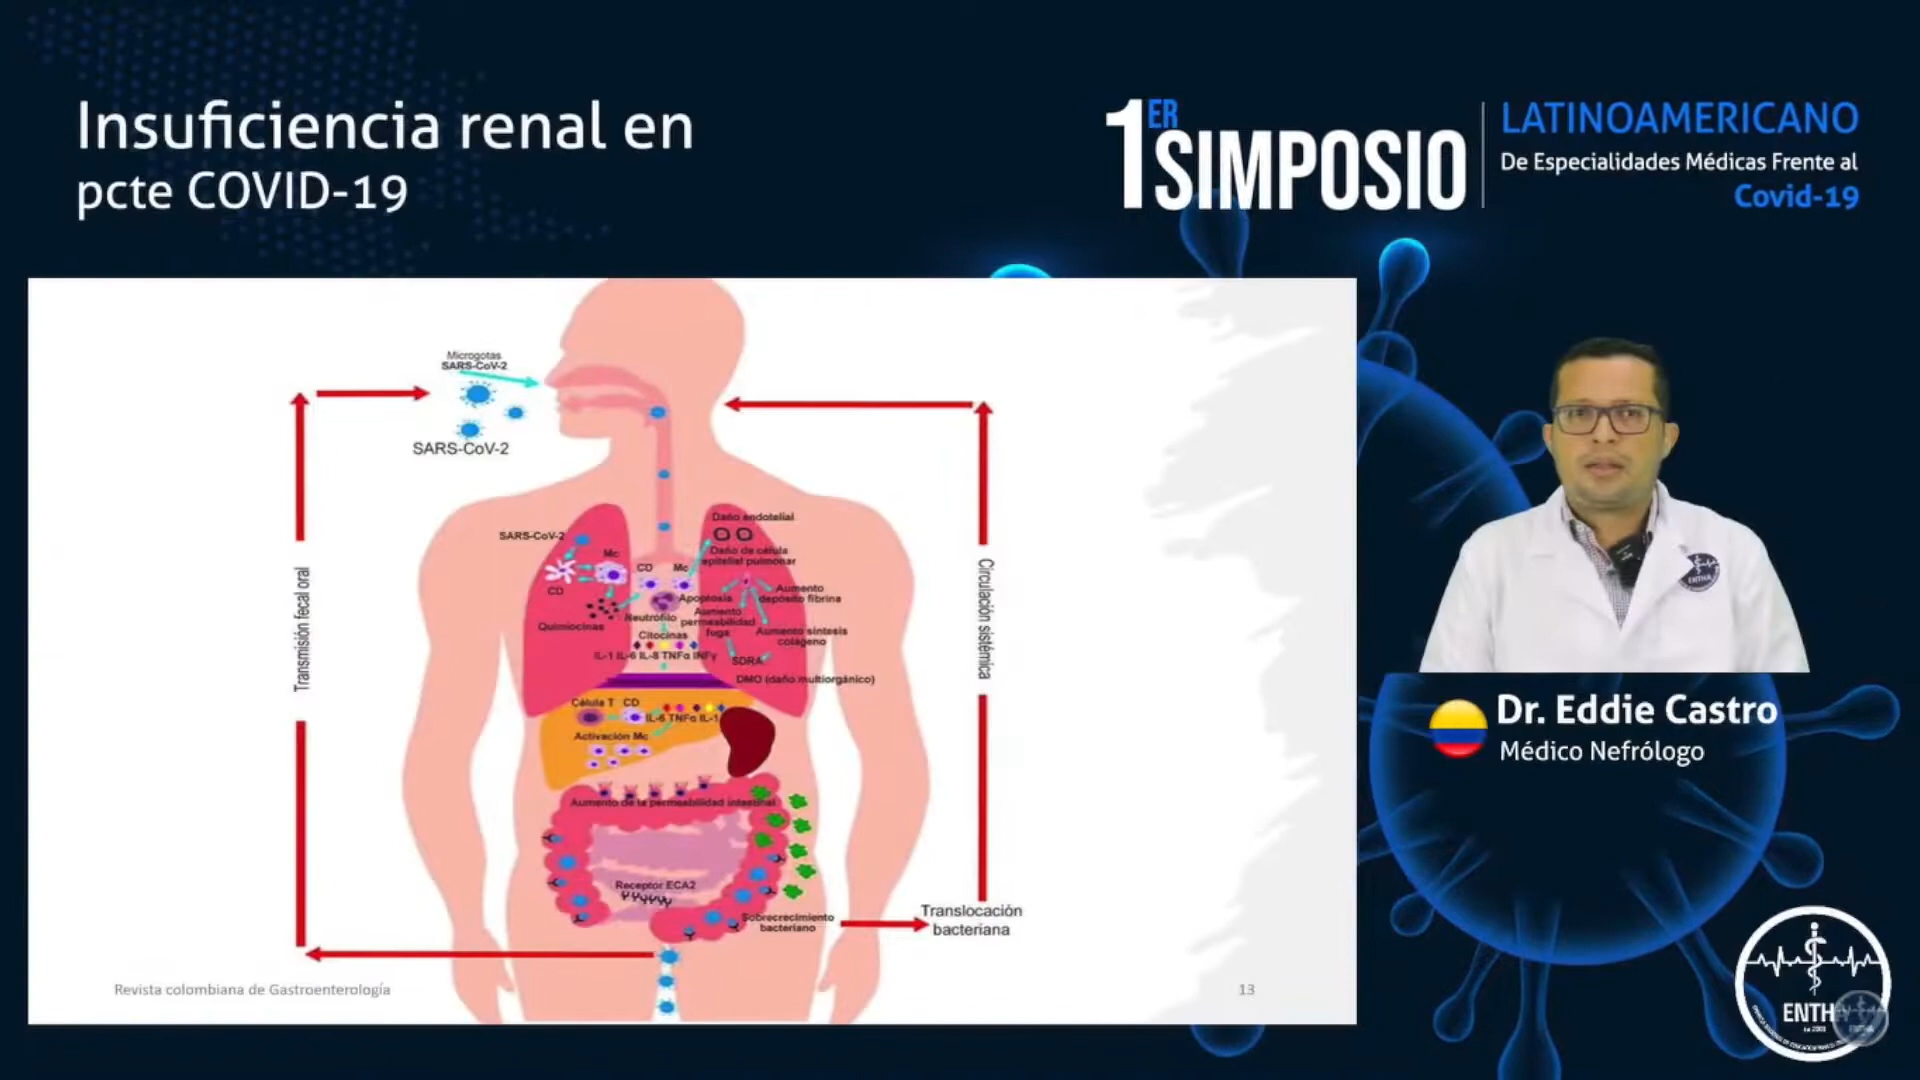 Insuficiencia renal en
pcte COVID-19
1ER SIMPOSIO
LATINOAMERICANO
De Especialidades Médicas Frente al
Covid-19
Microgotas
SARS-CoV-2
SARS-CoV-2
Transmisión fecal oral
Circulación sistémica
SARS-CoV-2
Mc
CD
Quimiocinas
CD Mc
Neutrófilo
Citocinas
IL-1 IL-6 IL-8 TNFα INFγ
Daño endotelial
Daño de célula
epitelial pulmonar
Apoptosis
Aumento
depósito fibrina
Aumento
permeabilidad
fuga
Aumento síntesis
colágeno
SDRA
DMO (daño multiorgánico)
Célula T CD
IL-6 TNFα IL-1
Activación Mc
Aumento de la permeabilidad intestinal
Receptor ECA2
Sobrecrecimiento
bacteriano
Translocación
bacteriana
Revista colombiana de Gastroenterología
13
Dr. Eddie Castro
Médico Nefrólogo
ENTHA
ENTH